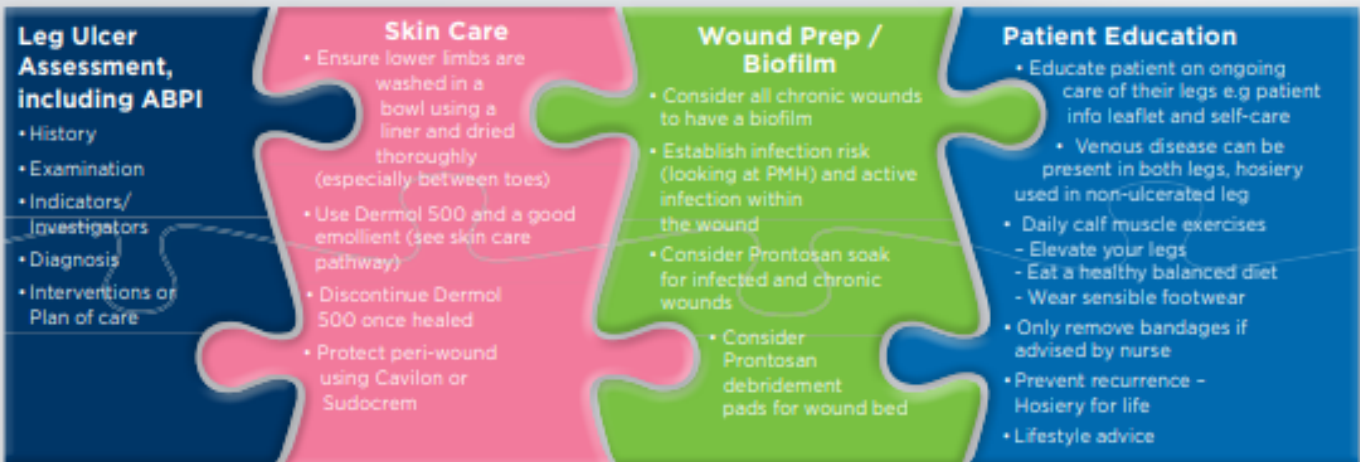 Leg Ulcer
Assessment,
including ABPI
• History
• Examination
• Indicators/
Investigators
• Diagnosis
• Interventions or
Plan of care
Skin Care
• Ensure lower limbs are
washed in a
bowl using a
liner and dried
thoroughly
(especially between toes)
• Use Dermol 500 and a good
emollient (see skin care
pathway)
• Discontinue Dermol
500 once healed
• Protect peri-wound
using Cavilon or
Sudocrem
Wound Prep /
Biofilm
• Consider all chronic wounds
to have a biofilm
• Establish infection risk
(looking at PMH) and active
infection within
the wound
• Consider Prontosan soak
for infected and chronic
wounds
• Consider
Prontosan
debridement
pads for wound bed
Patient Education
• Educate patient on ongoing
care of their legs e.g patient
info leaflet and self-care
• Venous disease can be
present in both legs, hosiery
used in non-ulcerated leg
• Daily calf muscle exercises
- Elevate your legs
- Eat a healthy balanced diet
- Wear sensible footwear
• Only remove bandages if
advised by nurse
• Prevent recurrence –
Hosiery for life
• Lifestyle advice